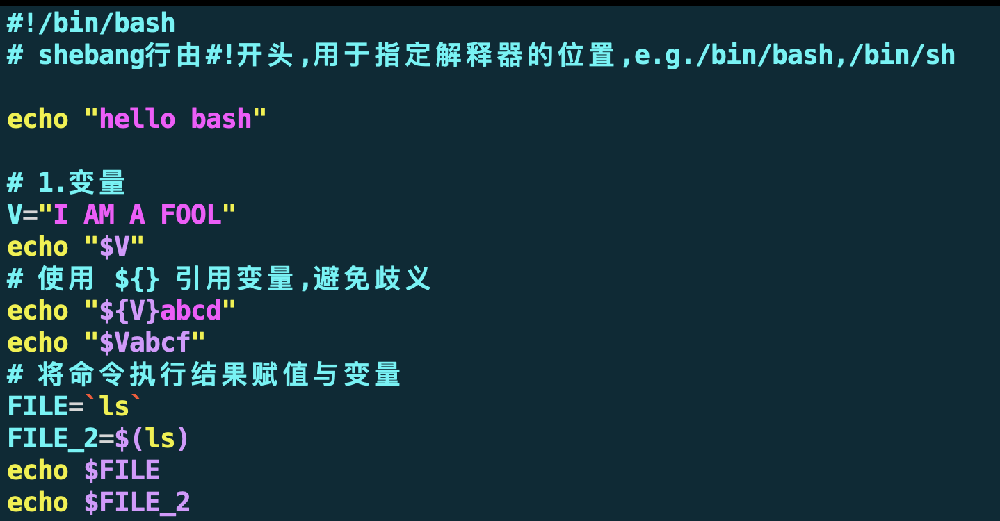 #!/bin/bash
# shebang行由#!开头,用于指定解释器的位置,e.g./bin/bash,/bin/sh
echo "hello bash"
# 1.变量
V="I AM A FOOL"
echo "$V"
# 使用 ${} 引用变量,避免歧义
echo "${V}abcd"
echo "$Vabcf"
# 将命令执行结果赋值与变量
FILE=`ls`
FILE_2=$(ls)
echo $FILE
echo $FILE_2